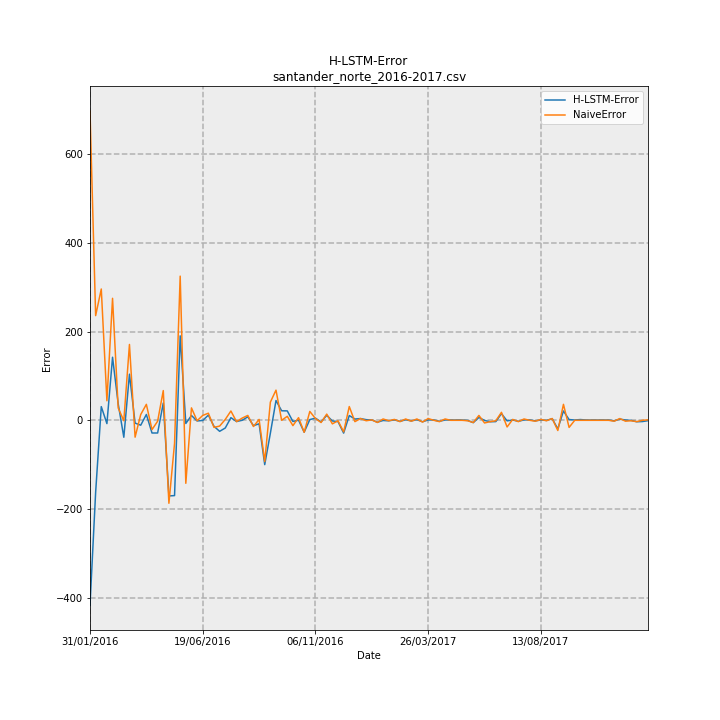 H-LSTM-Error
santander_norte_2016-2017.csv
H-LSTM-Error
NaiveError
600
400
200
0
−200
−400
Error
31/01/2016
19/06/2016
06/11/2016
26/03/2017
13/08/2017
Date